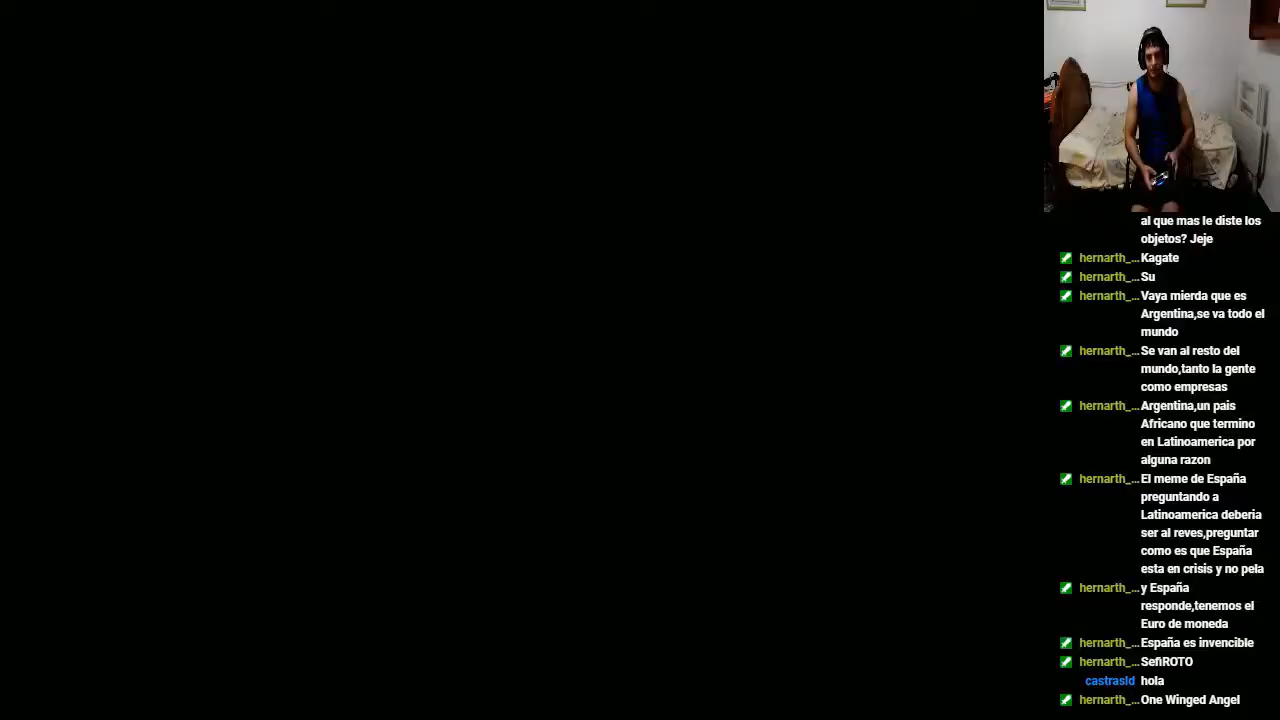 al que mas le diste los
objetos? Jeje
hernarth_... Kagate
hernarth_... Su
hernarth_... Vaya mierda que es
Argentina,se va todo el
mundo
hernarth_... Se van al resto del
mundo,tanto la gente
como empresas
hernarth_... Argentina,un pais
Africano que termino
en Latinoamerica por
alguna razon
hernarth_... El meme de España
preguntando a
Latinoamerica deberia
ser al reves,preguntar
como es que España
esta en crisis y no pela
hernarth_... y España
responde,tenemos el
Euro de moneda
hernarth_... España es invencible
hernarth_... SeñROTO
castrasld hola
hernarth_... One Winged Angel